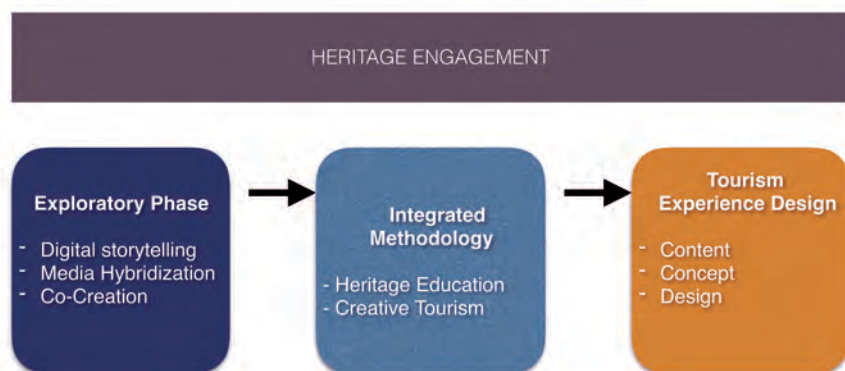 HERITAGE ENGAGEMENT
Exploratory Phase
- Digital storytelling
- Media Hybridization
- Co-Creation
Integrated
Methodology
- Heritage Education
- Creative Tourism
Tourism
Experience Design
- Content
- Concept
- Design